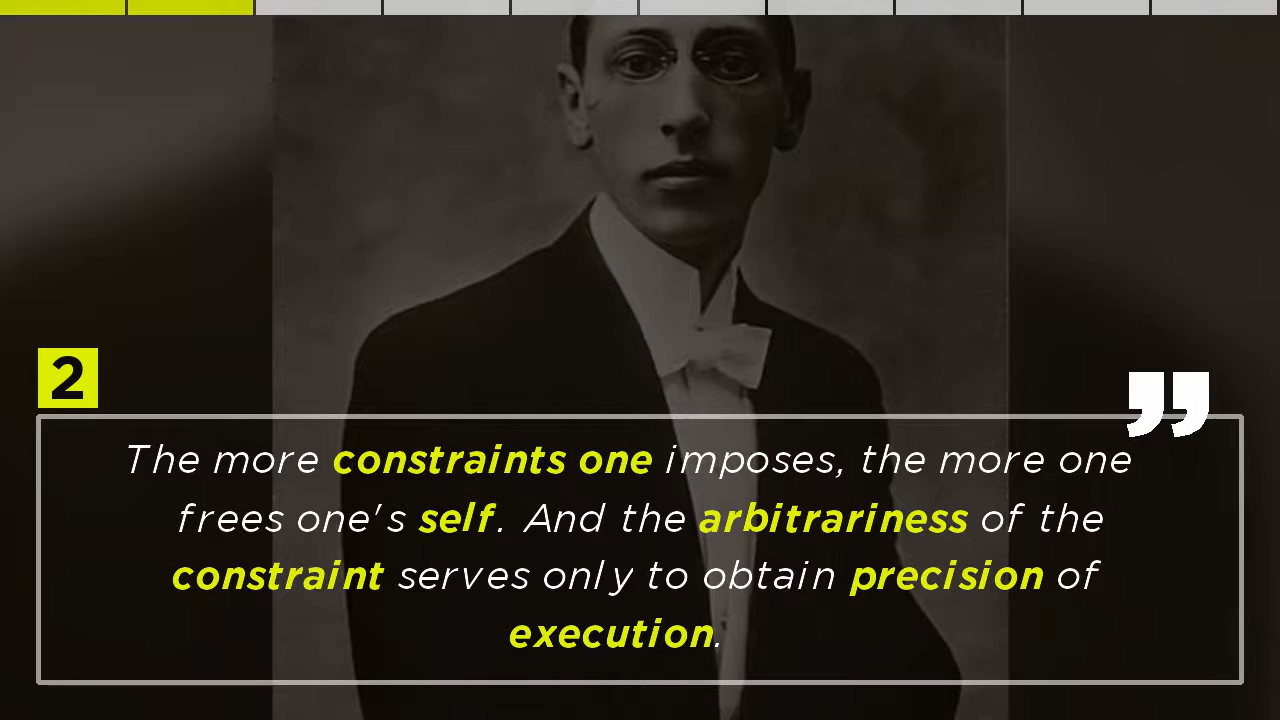 2
The more constraints one imposes, the more one
frees one's self. And the arbitrariness of the
constraint serves only to obtain precision of
execution.